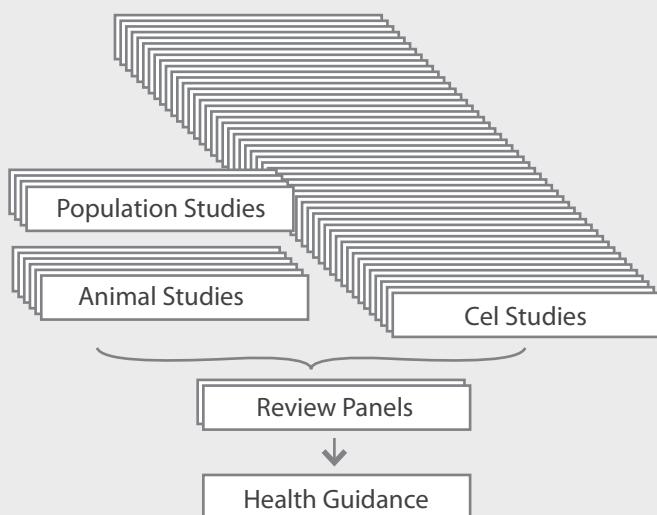 Population Studies
Animal Studies
Cel Studies
Review Panels
Health Guidance